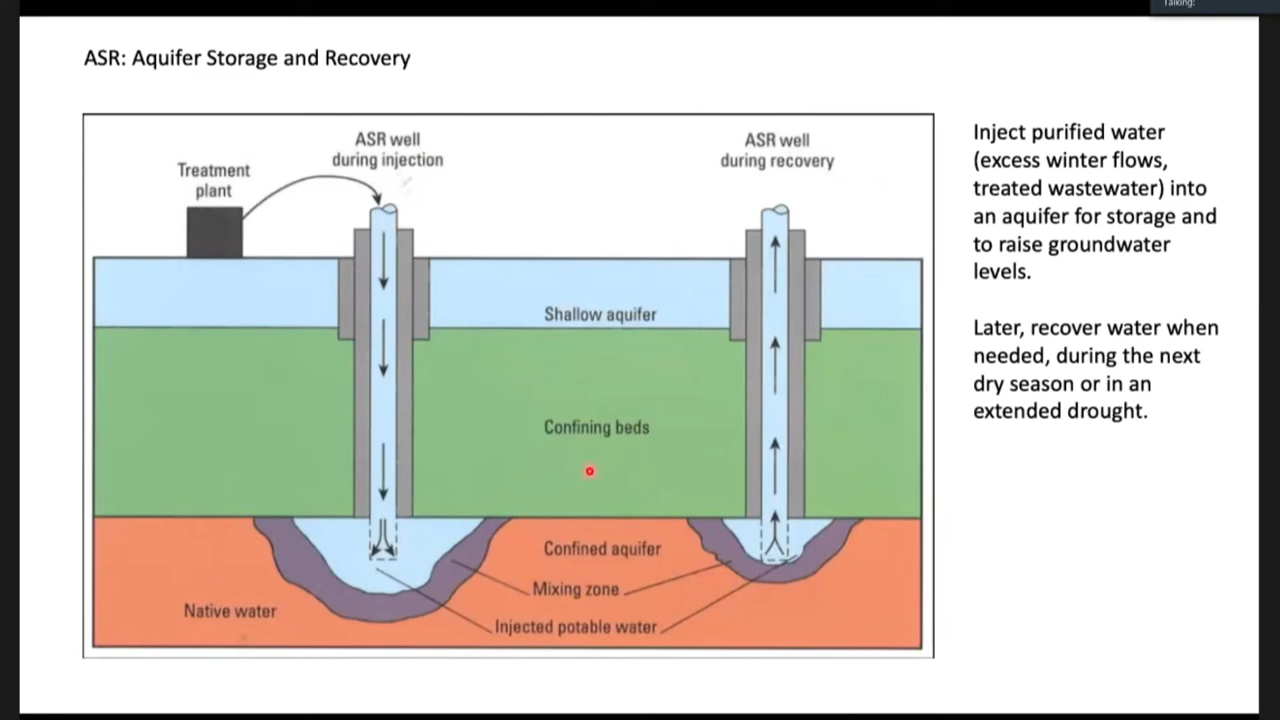 Talking:
ASR: Aquifer Storage and Recovery
ASR well
during injection
ASR well
during recovery
Treatment
plant
Shallow aquifer
Confining beds
Confined aquifer
Mixing zone
Native water
Injected potable water
Inject purified water
(excess winter flows,
treated wastewater) into
an aquifer for storage and
to raise groundwater
levels.
Later, recover water when
needed, during the next
dry season or in an
extended drought.